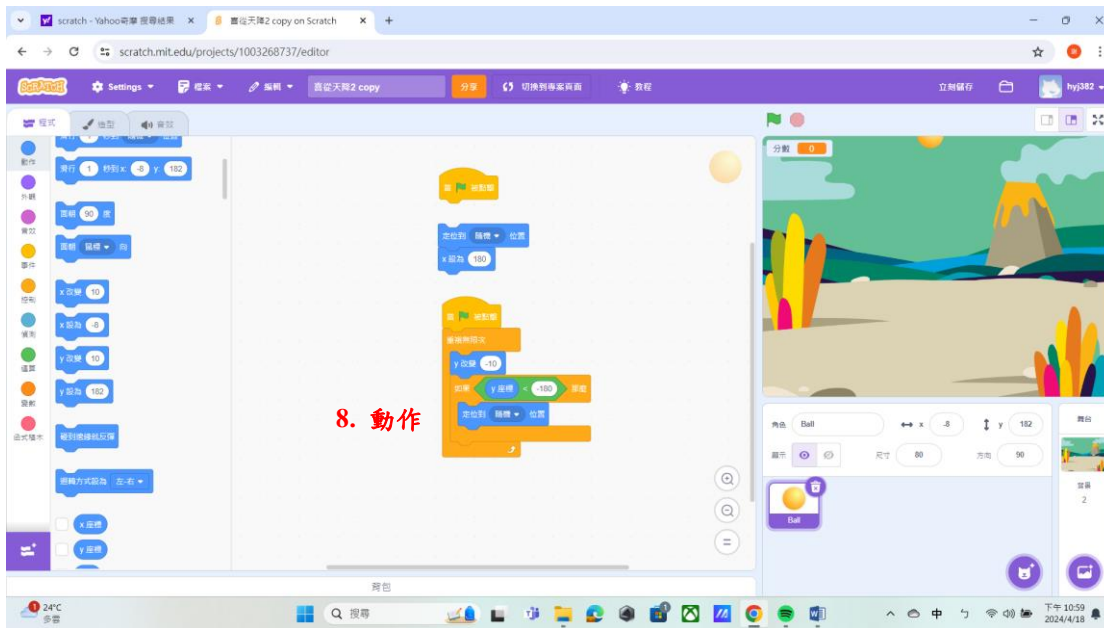 scratch - Yahoo奇摩 搜尋結果
喜從天降2 copy on Scratch
scratch.mit.edu/projects/1003268737/editor
SCRATCH
Settings
檔案
編輯
喜從天降2 copy
分享
切換到專案頁面
教程
立刻儲存
hyj382
程式
造型
音效
動作
外觀
音效
事件
控制
偵測
運算
變數
函式積木
滑行 1 秒到 x: -8 y: 182
面朝 90 度
面朝 鼠標 向
x 改變 10
x 設為 -8
y 改變 10
y 設為 182
碰到邊緣就反彈
迴轉方式設為 左-右
x 座標
y 座標
當 被點擊
定位到 隨機 位置
x 設為 180
當 被點擊
重複無限次
y 改變 -10
如果 y 座標 < -180 那麼
定位到 隨機 位置
8. 動作
分數 0
角色 Ball
x -8
y 182
顯示
尺寸 80
方向 90
Ball
舞台
背景
2
背包
24°C
多雲
搜尋
中
下午 10:59
2024/4/18